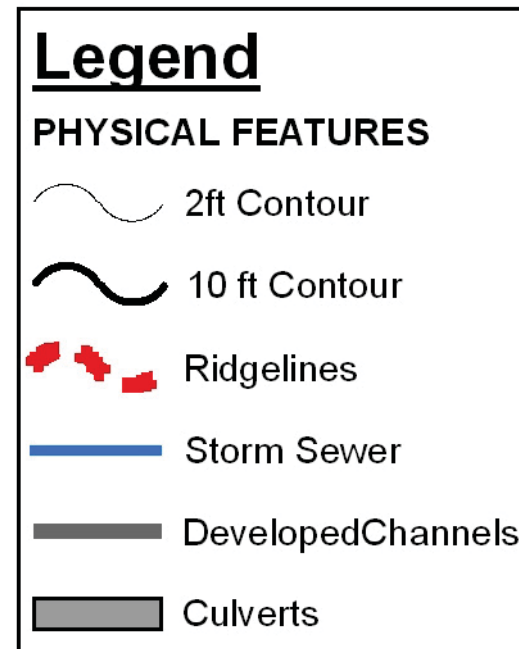 Legend
PHYSICAL FEATURES
2ft Contour
10 ft Contour
Ridgelines
Storm Sewer
DevelopedChannels
Culverts